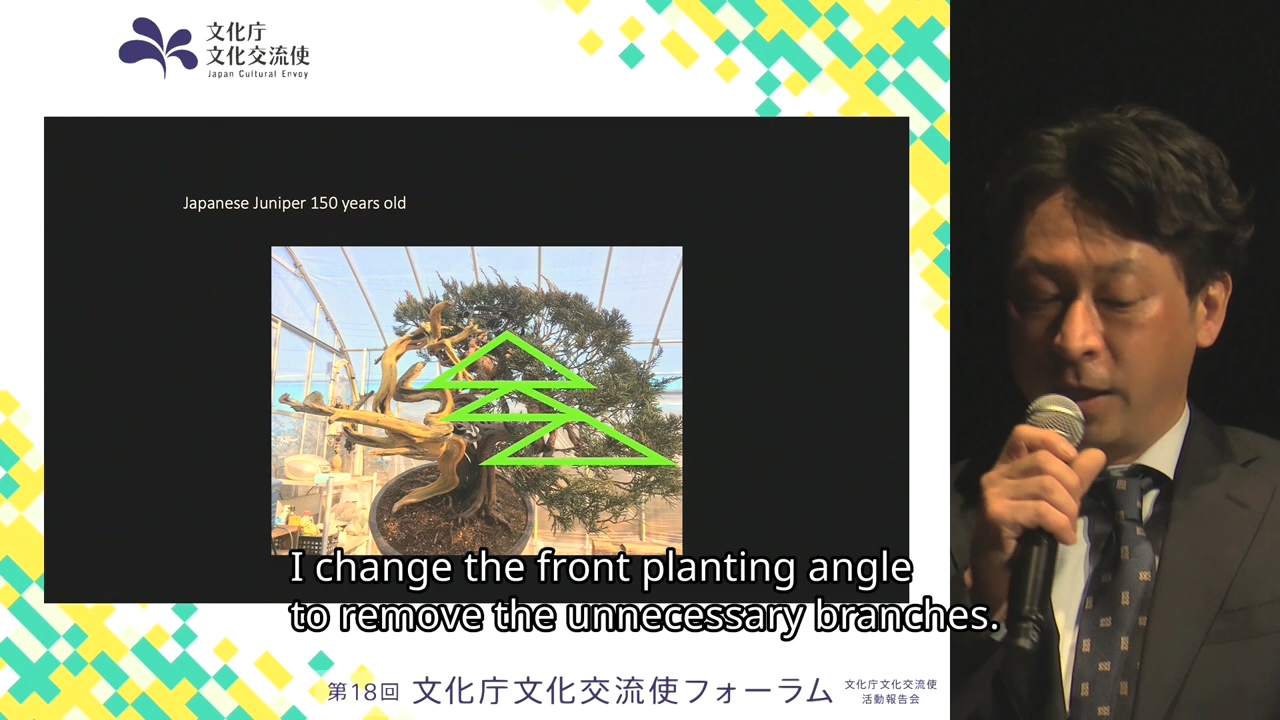 文化庁
文化交流使
Japan Cultural Envoy
Japanese Juniper 150 years old
I change the front planting angle
to remove the unnecessary branches.
第18回 文化庁文化交流使フォーラム
文化庁文化交流使
活動報告会